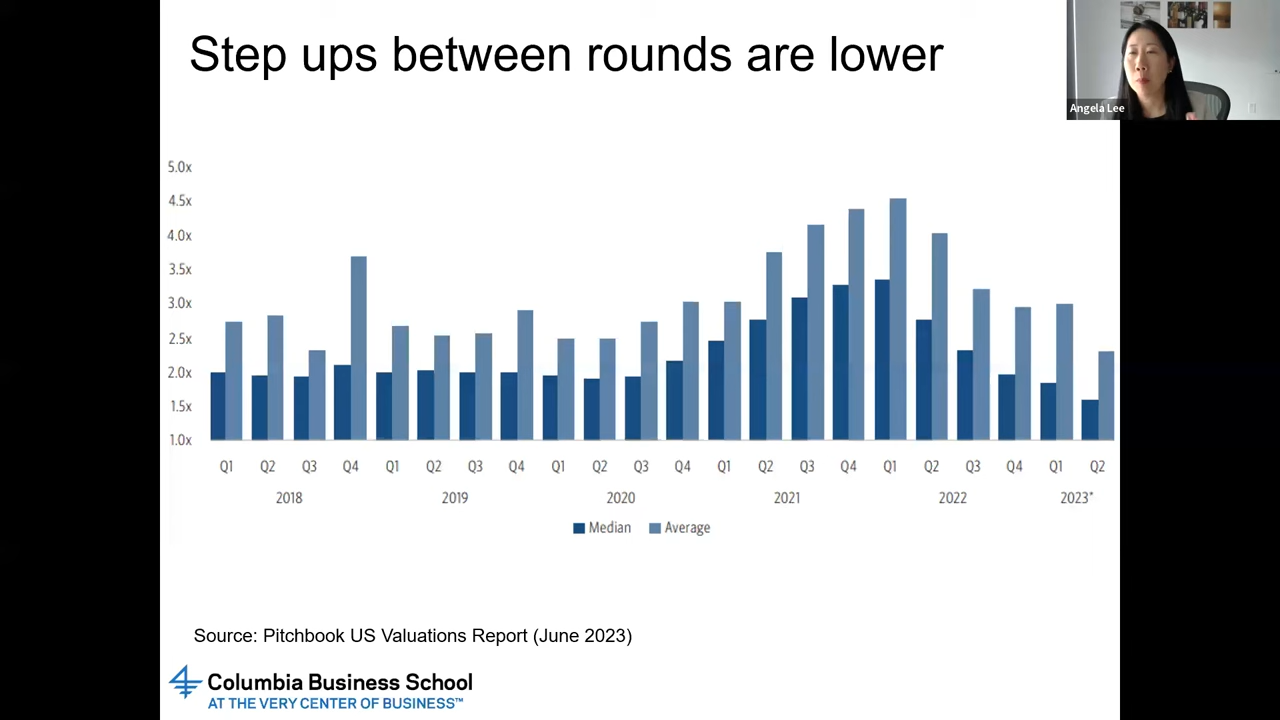 Step ups between rounds are lower
Angela Lee
5.0x
4.5x
4.0x
3.5x
3.0x
2.5x
2.0x
1.5x
1.0x
Q1 Q2 Q3 Q4 Q1 Q2 Q3 Q4 Q1 Q2 Q3 Q4 Q1 Q2 Q3 Q4 Q1 Q2 Q3 Q4 Q1 Q2
2018 2019 2020 2021 2022 2023*
Median Average
Source: Pitchbook US Valuations Report (June 2023)
Columbia Business School
AT THE VERY CENTER OF BUSINESS™